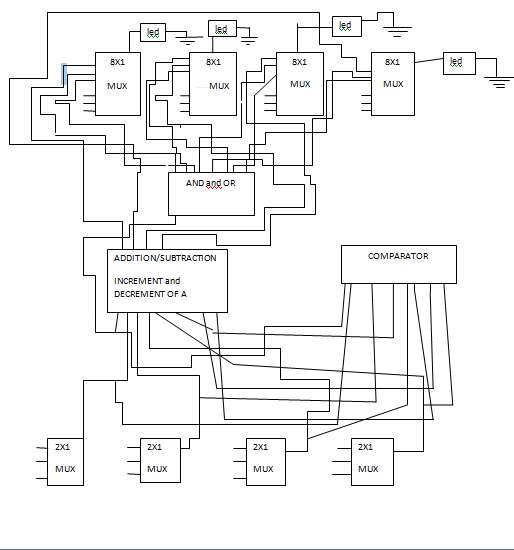 led
led
led
led
8X1
MUX
8X1
MUX
8X1
MUX
8X1
MUX
AND and OR
ADDITION/SUBTRACTION
INCREMENT and
DECREMENT OF A
COMPARATOR
2X1
MUX
2X1
MUX
2X1
MUX
2X1
MUX